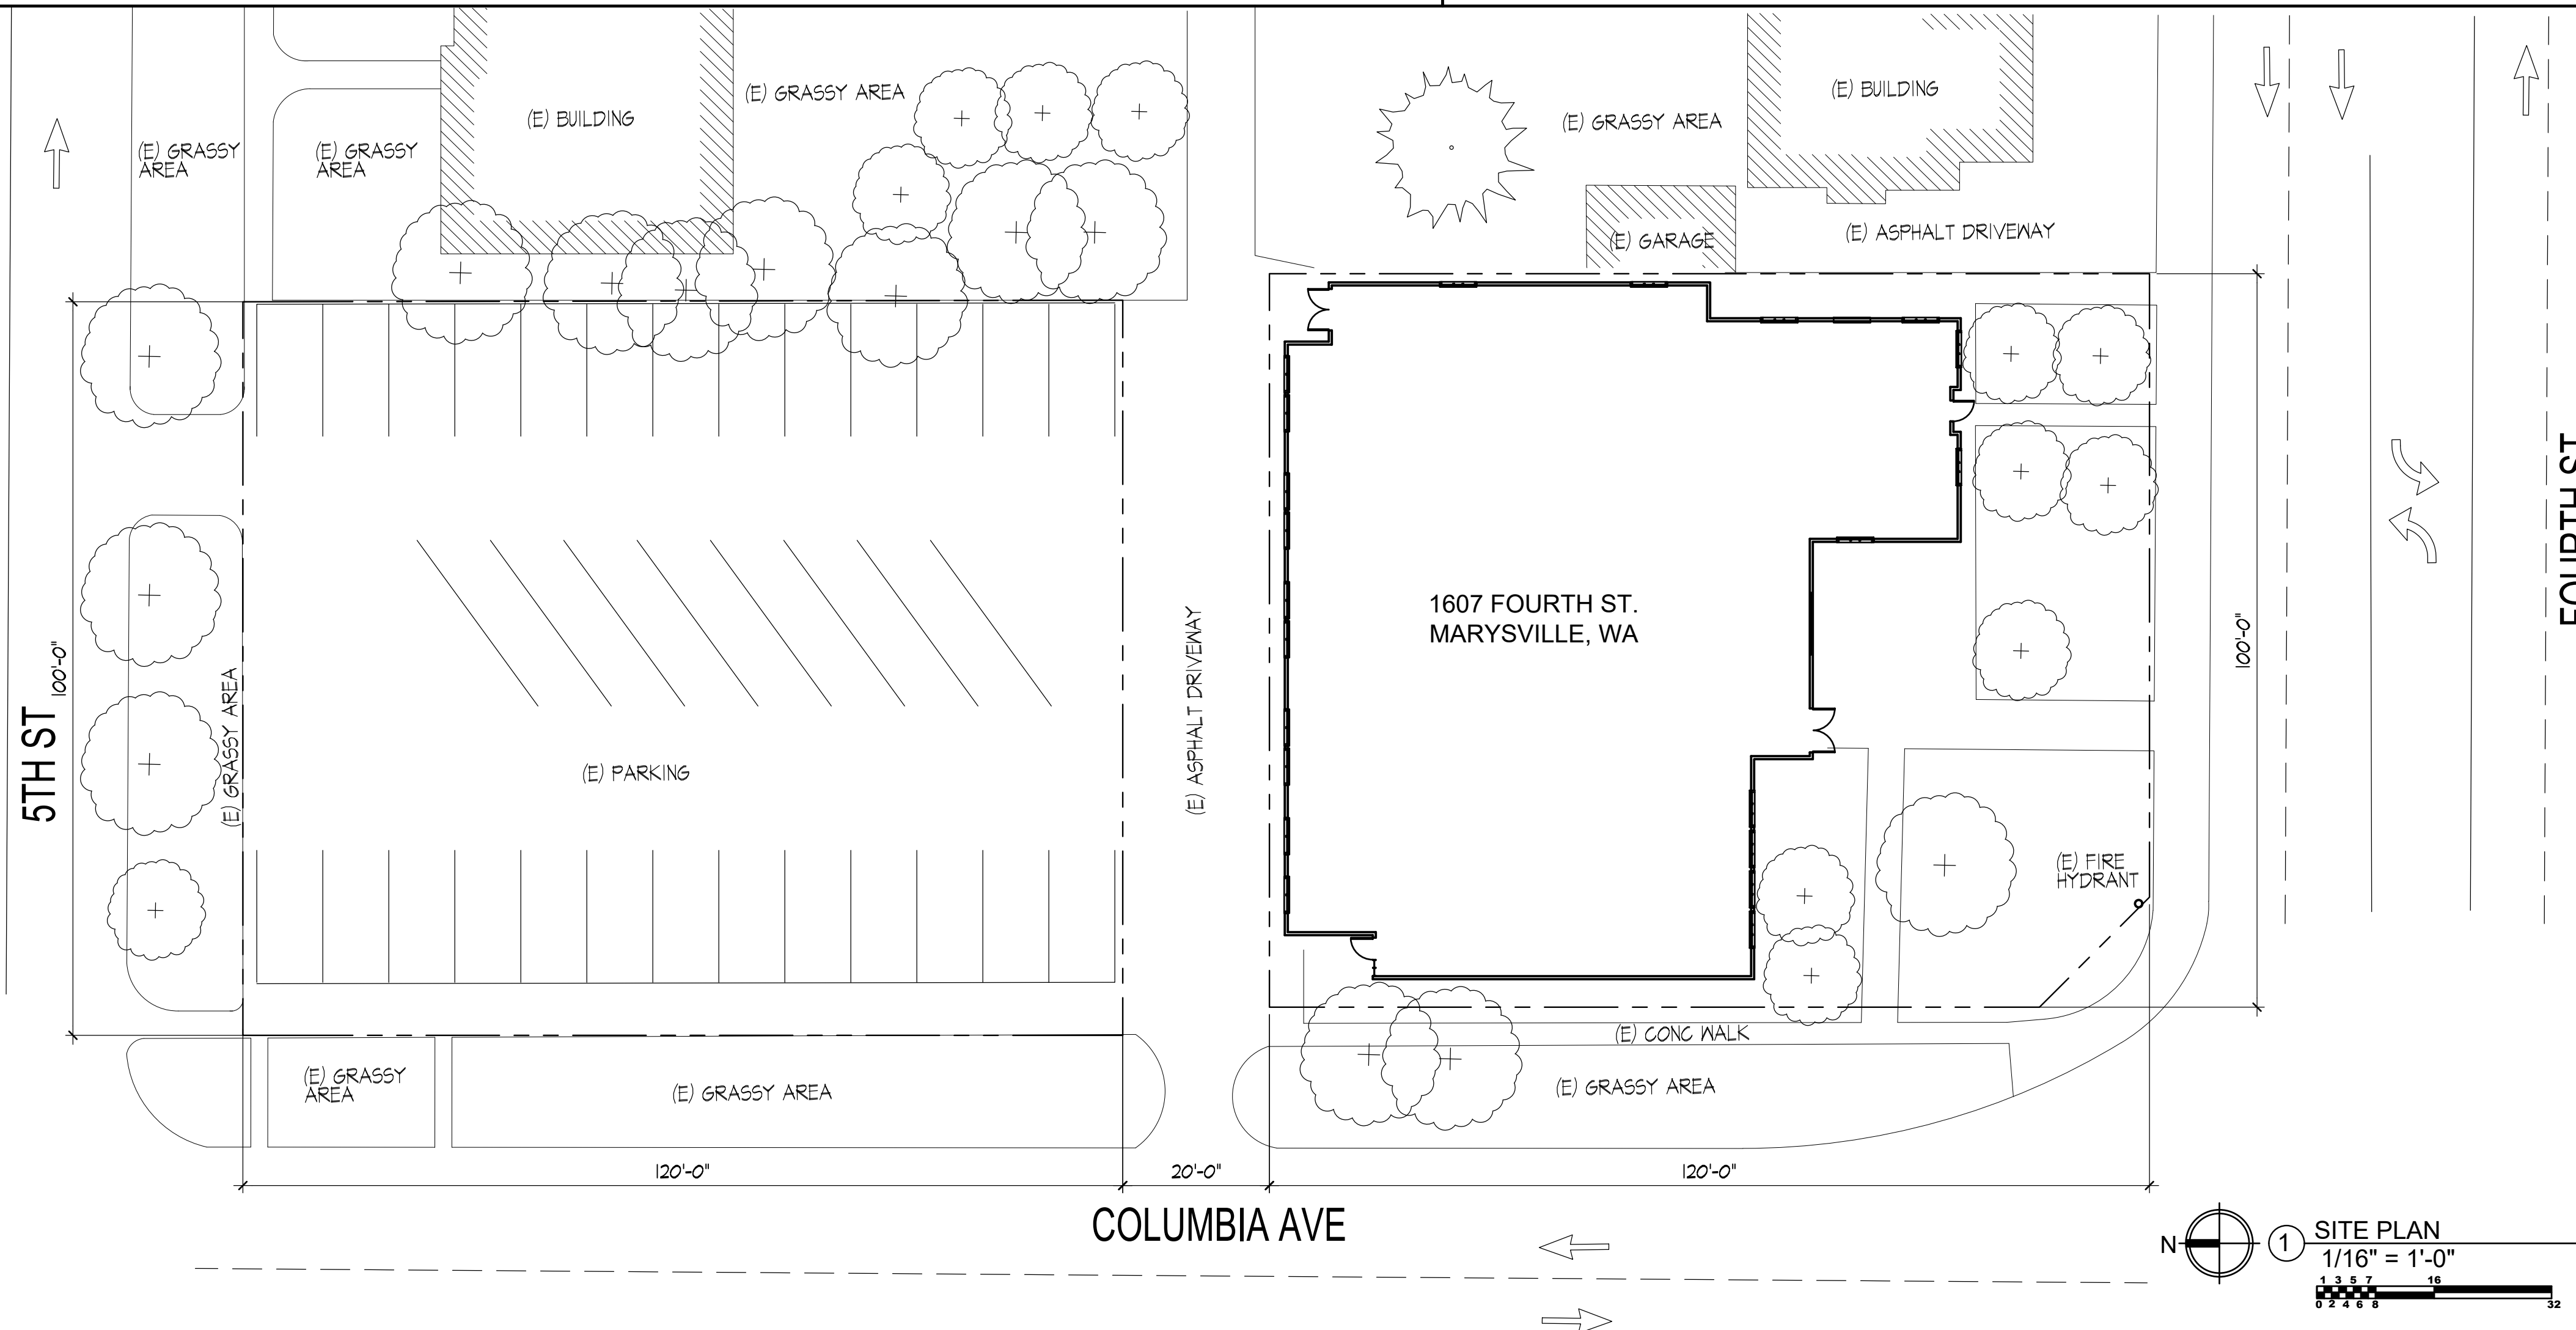 (E) BUILDING
(E) GRASSY AREA
(E) BUILDING
(E) GRASSY AREA
(E) GRASSY
AREA
(E) GRASSY
AREA
(E) GARAGE
(E) ASPHALT DRIVEWAY
1607 FOURTH ST.
MARYSVILLE, WA
5TH ST
100'-0"
(E) GRASSY AREA
(E) PARKING
(E) ASPHALT DRIVEWAY
100'-0"
FOURTH ST
(E) FIRE
HYDRANT
(E) CONC WALK
(E) GRASSY
AREA
(E) GRASSY AREA
(E) GRASSY AREA
120'-0"
20'-0"
120'-0"
COLUMBIA AVE
N
1
SITE PLAN
1/16" = 1'-0"
1 3 5 7 16
0 2 4 6 8 32